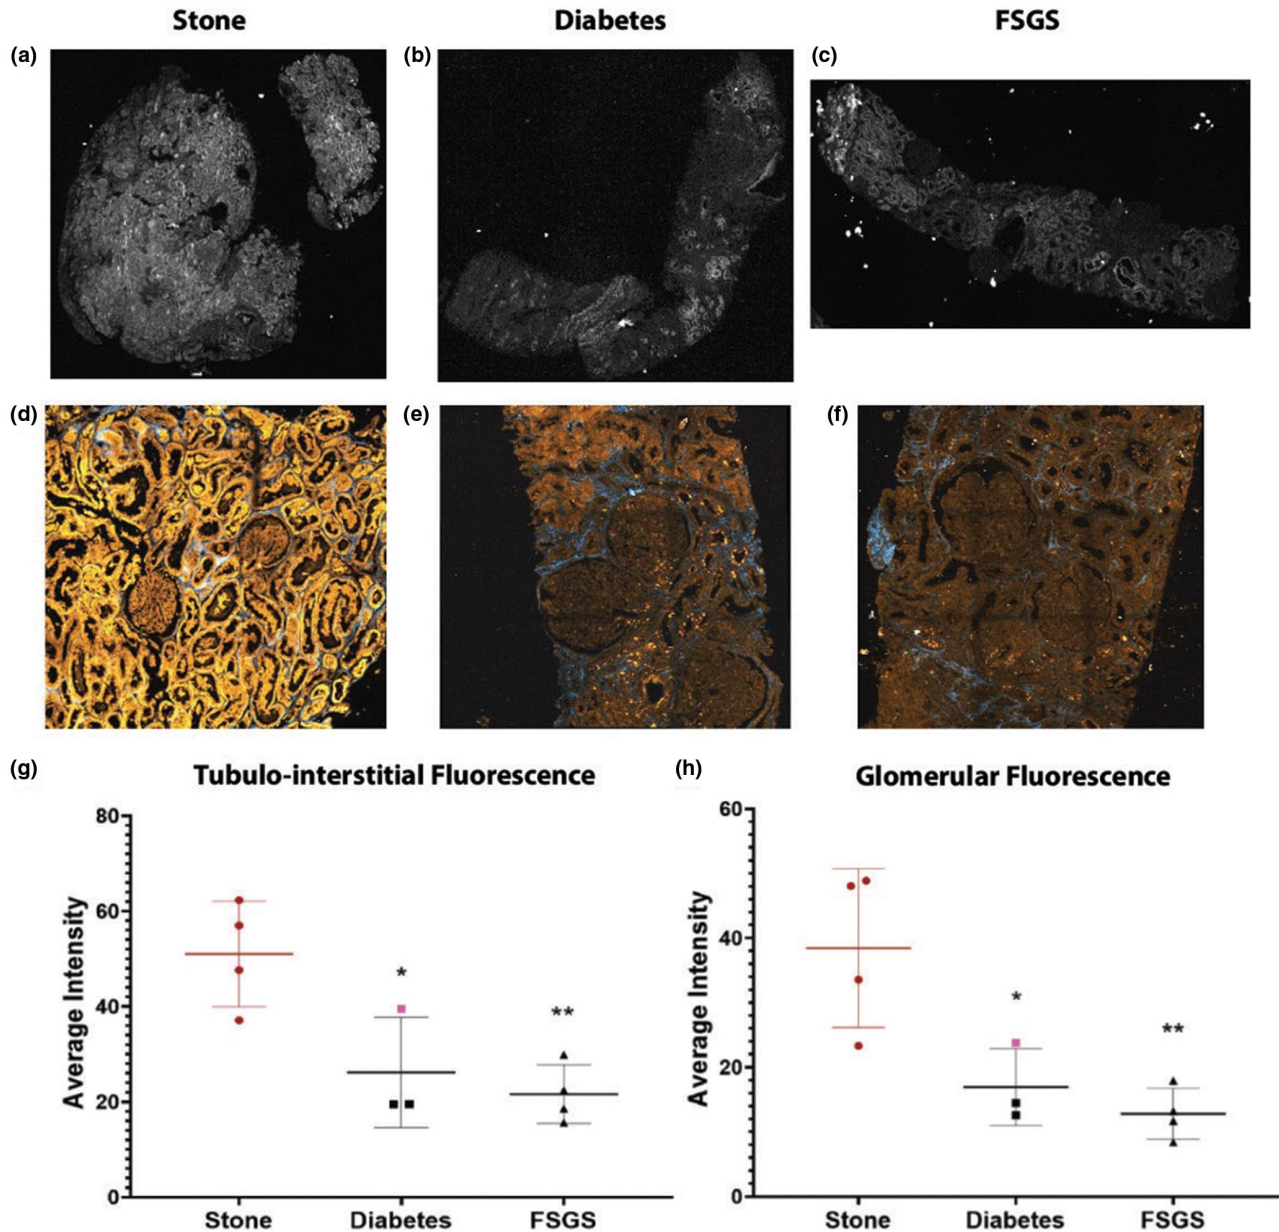 Stone Diabetes FSGS
(a) (b) (c)
(d) (e) (f)
(g) Tubulo-interstitial Fluorescence
Average Intensity
80
60
40
20
0
*
**
Stone Diabetes FSGS
(h) Glomerular Fluorescence
Average Intensity
60
40
20
0
*
**
Stone Diabetes FSGS